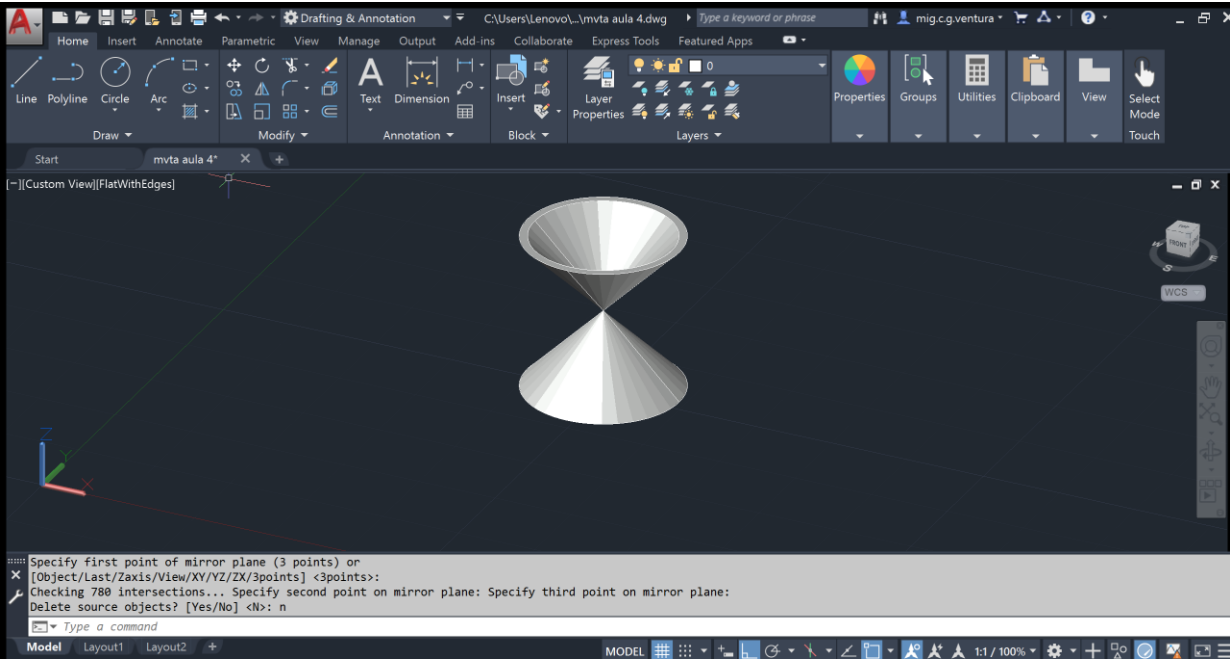 Drafting & Annotation C:\Users\Lenovo\...\mvta aula 4.dwg Type a keyword or phrase mig.c.g.ventura
Home Insert Annotate Parametric View Manage Output Add-ins Collaborate Express Tools Featured Apps
0
Line Polyline Circle Arc Text Dimension Insert Layer Properties Properties Groups Utilities Clipboard View Select Mode
Draw Modify Annotation Block Layers Touch
Start mvta aula 4* +
[−][Custom View][FlatWithEdges]
FRONT
W S E
WCS
Z
Y
X
Specify first point of mirror plane (3 points) or
[Object/Last/Zaxis/View/XY/YZ/ZX/3points] <3points>:
Checking 780 intersections... Specify second point on mirror plane: Specify third point on mirror plane:
Delete source objects? [Yes/No] <N>: n
Type a command
Model Layout1 Layout2 + MODEL 1:1 / 100%